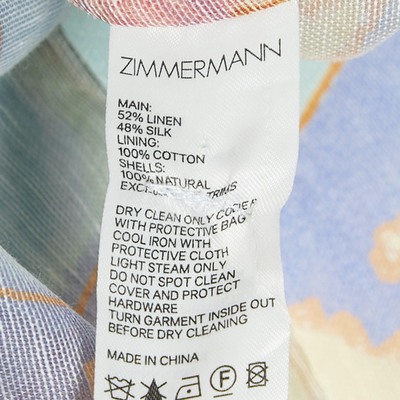 ZIMMERMANN
MAIN:
52% LINEN
48% SILK
LINING:
100% COTTON
SHELLS:
100% NATURAL
TRIMS
DRY CLEAN ONLY
WITH PROTECTIVE BAG
COOL IRON WITH
PROTECTIVE CLOTH
LIGHT STEAM ONLY
DO NOT SPOT CLEAN
COVER AND PROTECT
HARDWARE
TURN GARMENT INSIDE OUT
BEFORE DRY CLEANING
MADE IN CHINA
F